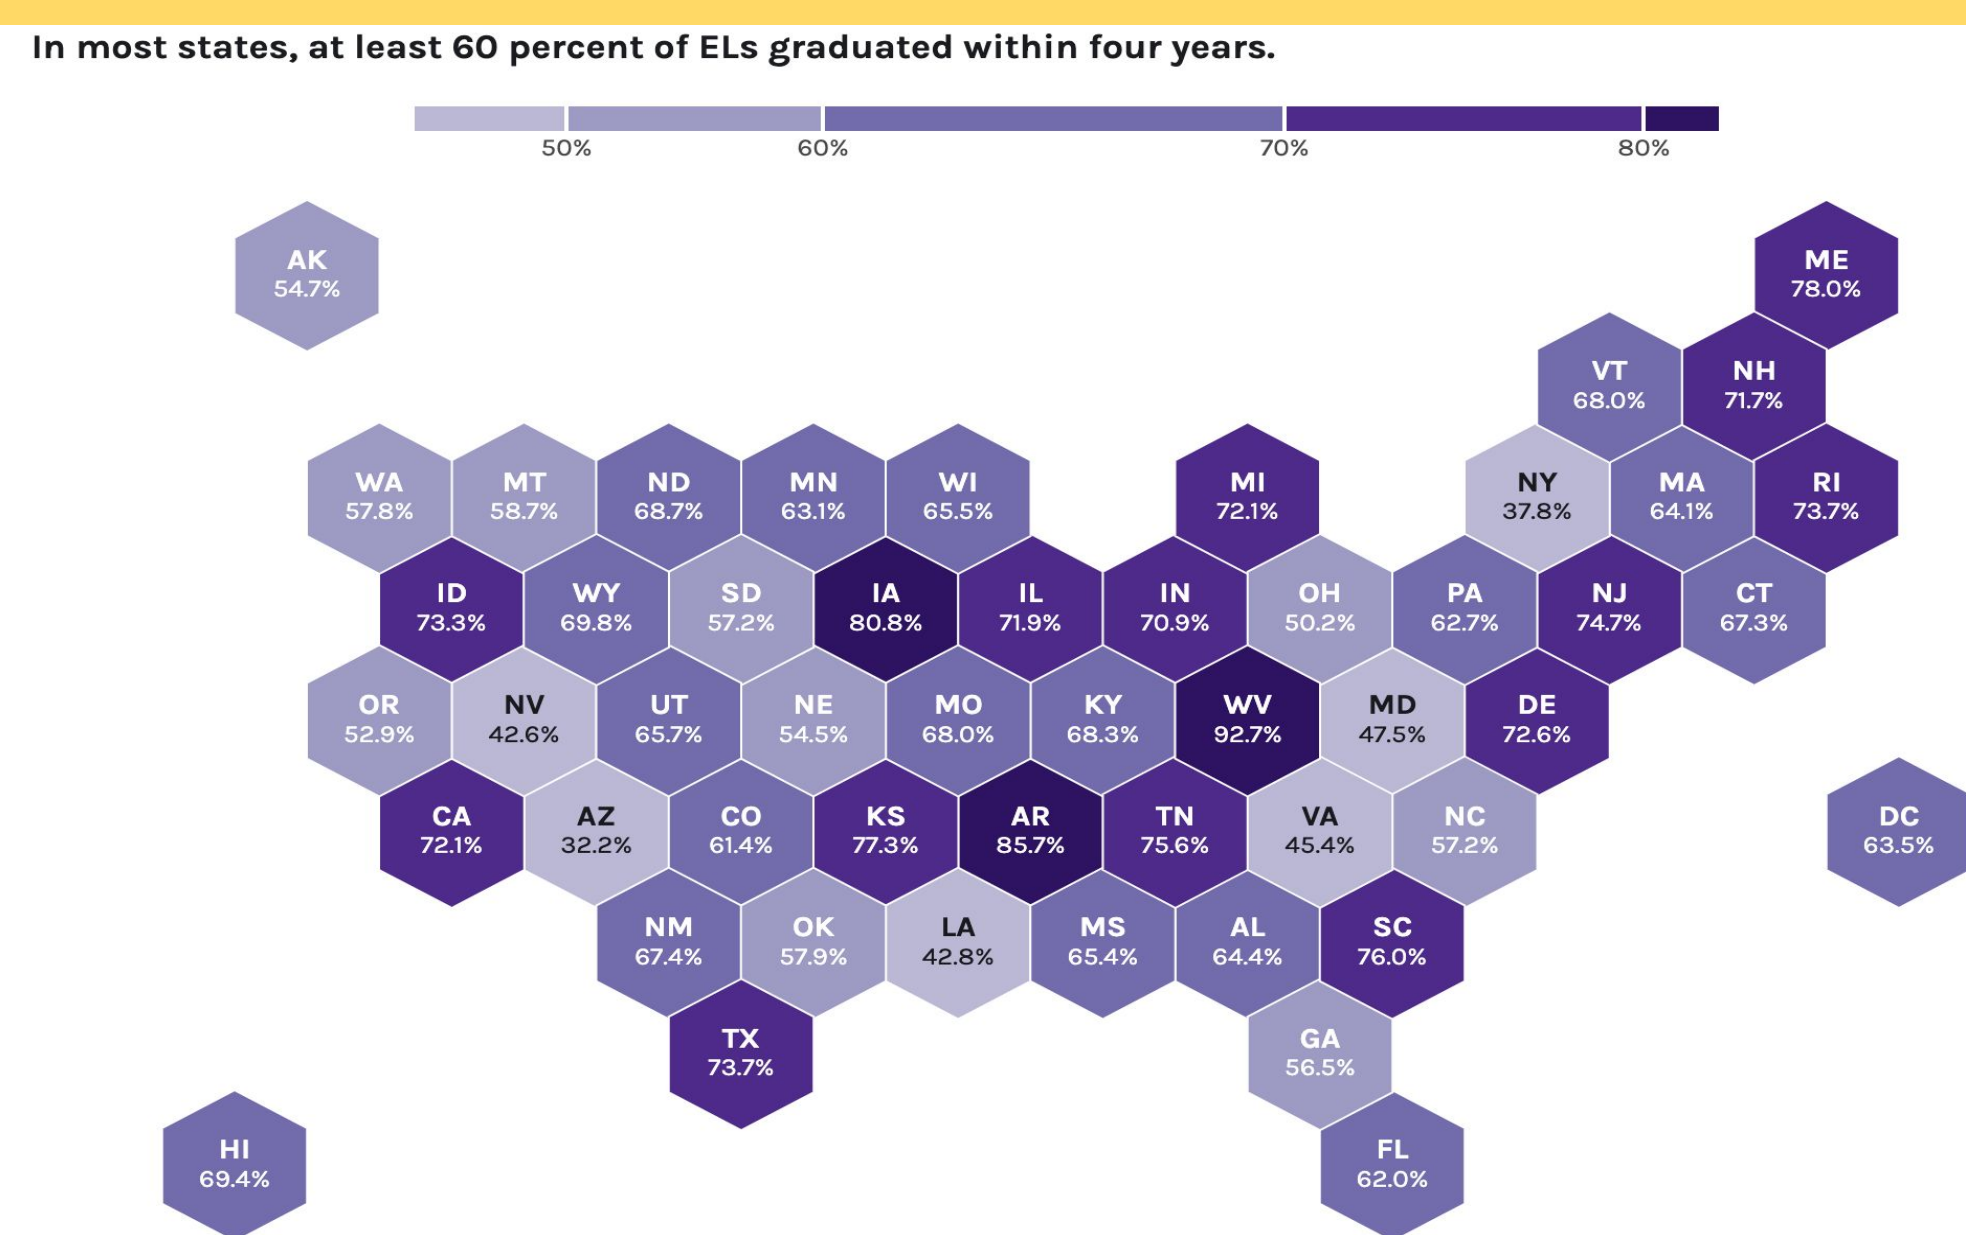 In most states, at least 60 percent of ELs graduated within four years.
50% 60% 70% 80%
AK
54.7%
ME
78.0%
VT
68.0%
NH
71.7%
WA
57.8%
MT
58.7%
ND
68.7%
MN
63.1%
WI
65.5%
MI
72.1%
NY
37.8%
MA
64.1%
RI
73.7%
ID
73.3%
WY
69.8%
SD
57.2%
IA
80.8%
IL
71.9%
IN
70.9%
OH
50.2%
PA
62.7%
NJ
74.7%
CT
67.3%
OR
52.9%
NV
42.6%
UT
65.7%
NE
54.5%
MO
68.0%
KY
68.3%
WV
92.7%
MD
47.5%
DE
72.6%
CA
72.1%
AZ
32.2%
CO
61.4%
KS
77.3%
AR
85.7%
TN
75.6%
VA
45.4%
NC
57.2%
DC
63.5%
NM
67.4%
OK
57.9%
LA
42.8%
MS
65.4%
AL
64.4%
SC
76.0%
TX
73.7%
GA
56.5%
HI
69.4%
FL
62.0%